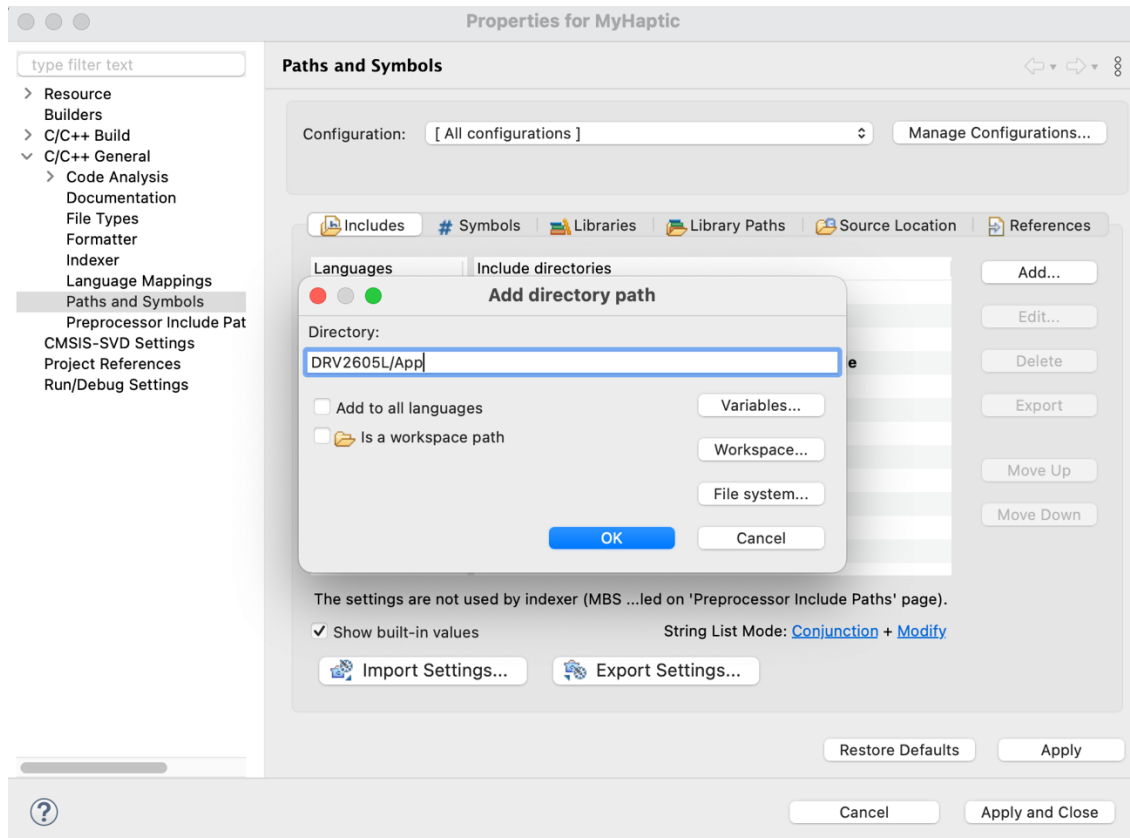 Properties for MyHaptic
type filter text
Resource
Builders
C/C++ Build
C/C++ General
Code Analysis
Documentation
File Types
Formatter
Indexer
Language Mappings
Paths and Symbols
Preprocessor Include Pat
CMSIS-SVD Settings
Project References
Run/Debug Settings
Paths and Symbols
Configuration: [ All configurations ] Manage Configurations...
Includes # Symbols Libraries Library Paths Source Location References
Languages Include directories
Add...
Edit...
Delete
Export
Move Up
Move Down
Add directory path
Directory:
DRV2605L/App
e
Add to all languages
Is a workspace path
Variables...
Workspace...
File system...
OK Cancel
The settings are not used by indexer (MBS ...led on 'Preprocessor Include Paths' page).
Show built-in values String List Mode: Conjunction + Modify
Import Settings... Export Settings...
Restore Defaults Apply
? Cancel Apply and Close